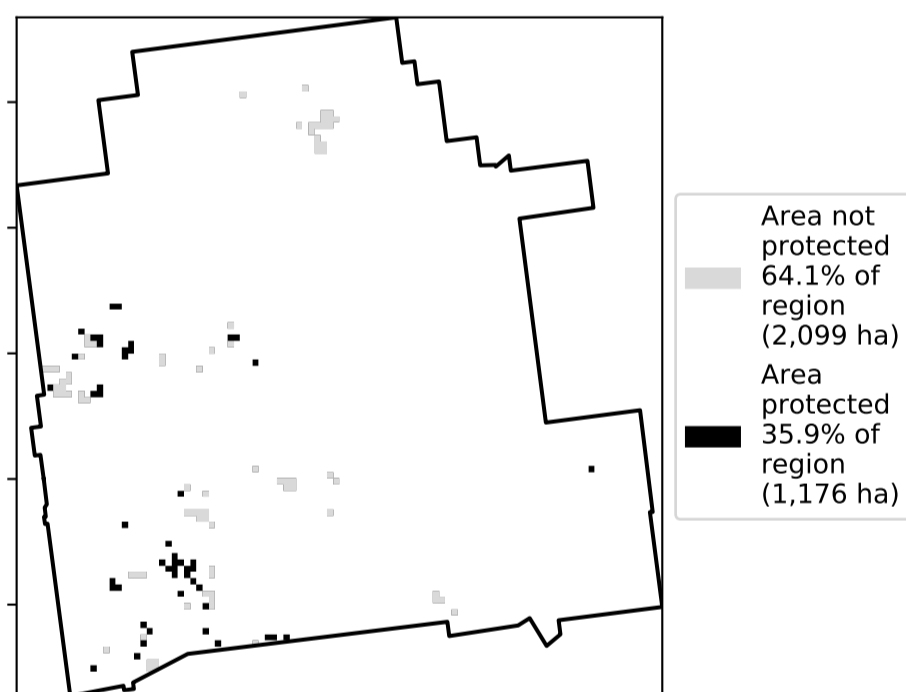 Area not
protected
64.1% of
region
(2,099 ha)
Area
protected
35.9% of
region
(1,176 ha)